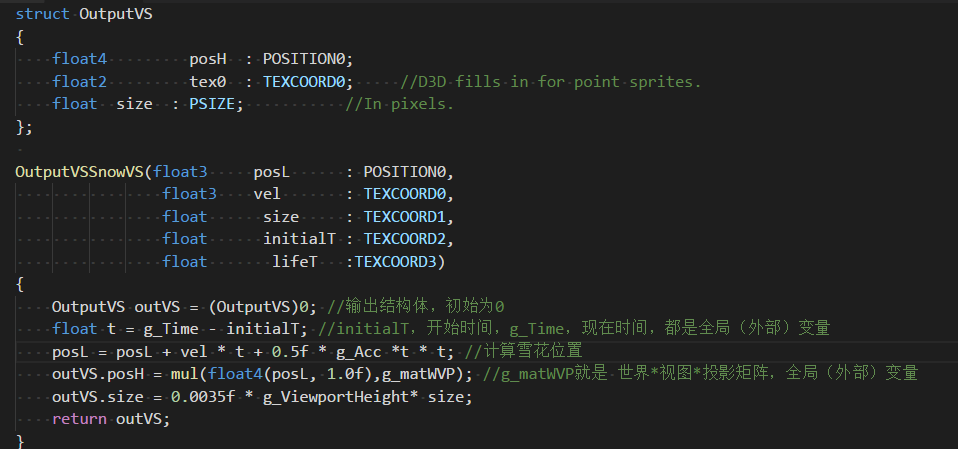 struct OutputVS
{
    float4         posH  : POSITION0;
    float2         tex0  : TEXCOORD0;     //D3D fills in for point sprites.
    float  size  : PSIZE;           //In pixels.
};

OutputVSSnowVS(float3     posL      : POSITION0,
                float3    vel       : TEXCOORD0,
                float      size     : TEXCOORD1,
                float      initialT : TEXCOORD2,
                float       lifeT   :TEXCOORD3)
{
    OutputVS outVS = (OutputVS)0; //输出结构体，初始为0
    float t = g_Time - initialT; //initialT，开始时间，g_Time，现在时间，都是全局（外部）变量
    posL = posL + vel * t + 0.5f * g_Acc *t * t; //计算雪花位置
    outVS.posH = mul(float4(posL, 1.0f),g_matWVP); //g_matWVP就是 世界*视图*投影矩阵，全局（外部）变量
    outVS.size = 0.0035f * g_ViewportHeight* size;
    return outVS;
}